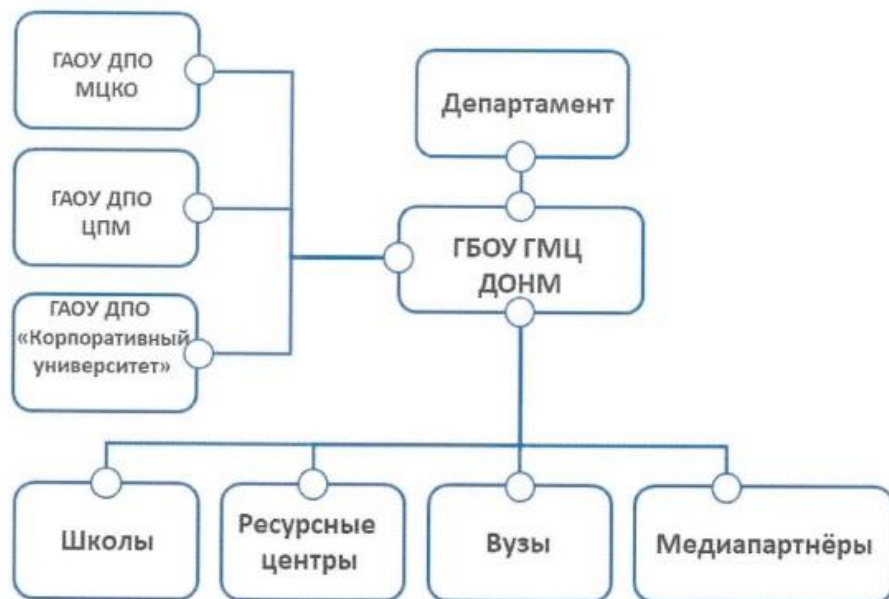 ГАОУ ДПО
МЦКО
Департамент
ГАОУ ДПО
ЦПМ
ГБОУ ГМЦ
ДОНМ
ГАОУ ДПО
«Корпоративный
университет»
Школы
Ресурсные
центры
Вузы
Медиапартнёры